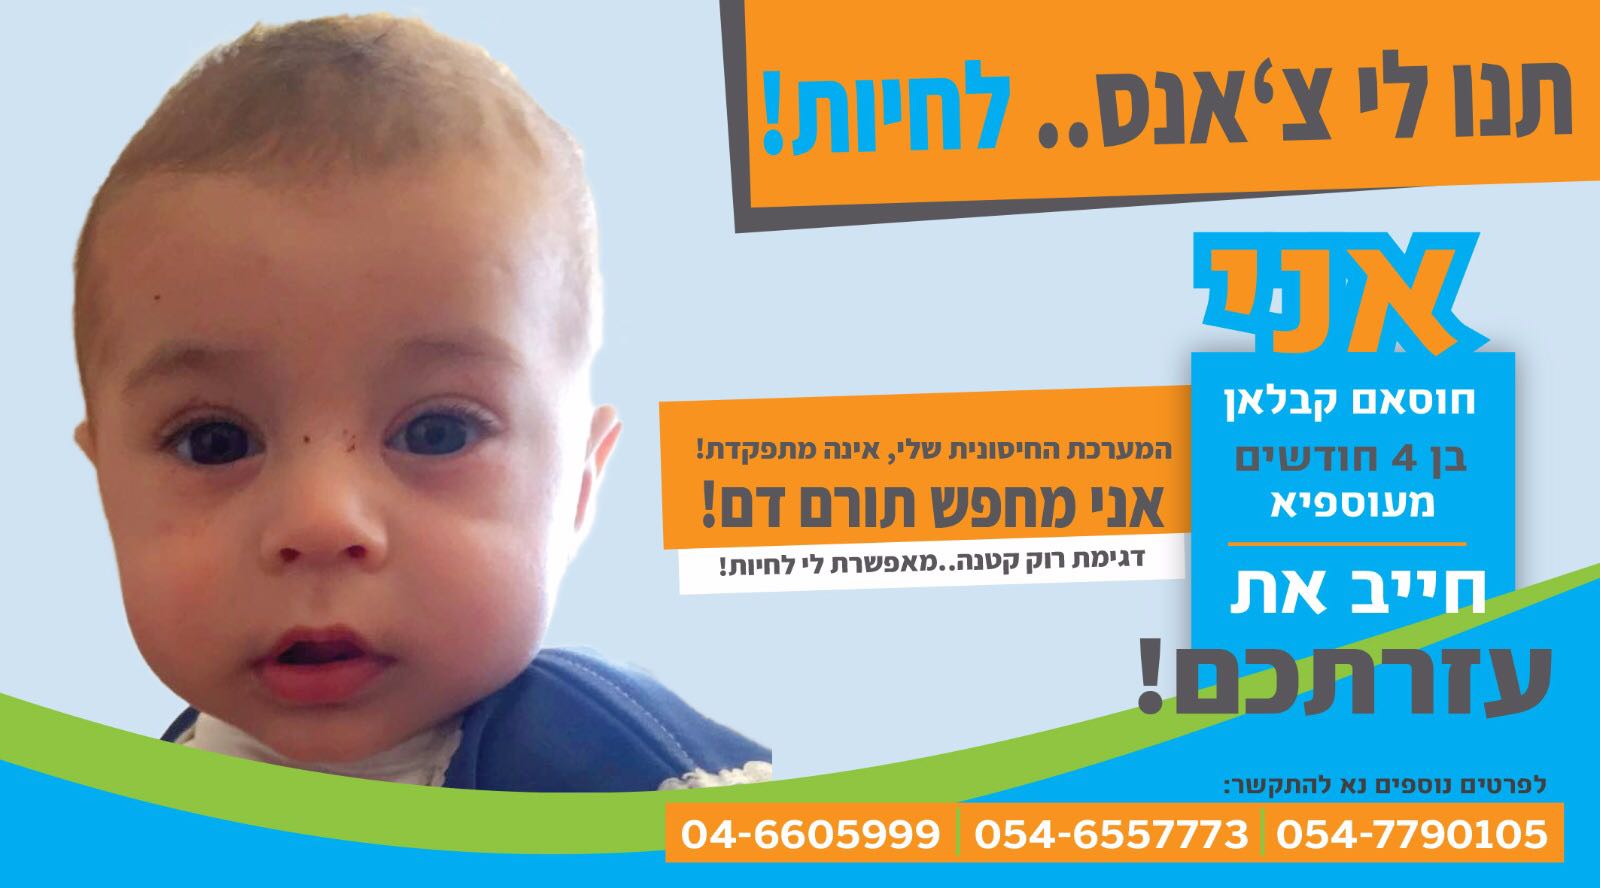 תנו לי צ'אנס.. לחיות!
אני
חוסאם קבלאן
בן 4 חודשים
מעוספיא
חייב את
עזרתכם!
המערכת החיסונית שלי, אינה מתפקדת!
אני מחפש תורם דם!
דגימת רוק קטנה..מאפשרת לי לחיות!
לפרטים נוספים נא להתקשר:
04-6605999 | 054-6557773 | 054-7790105